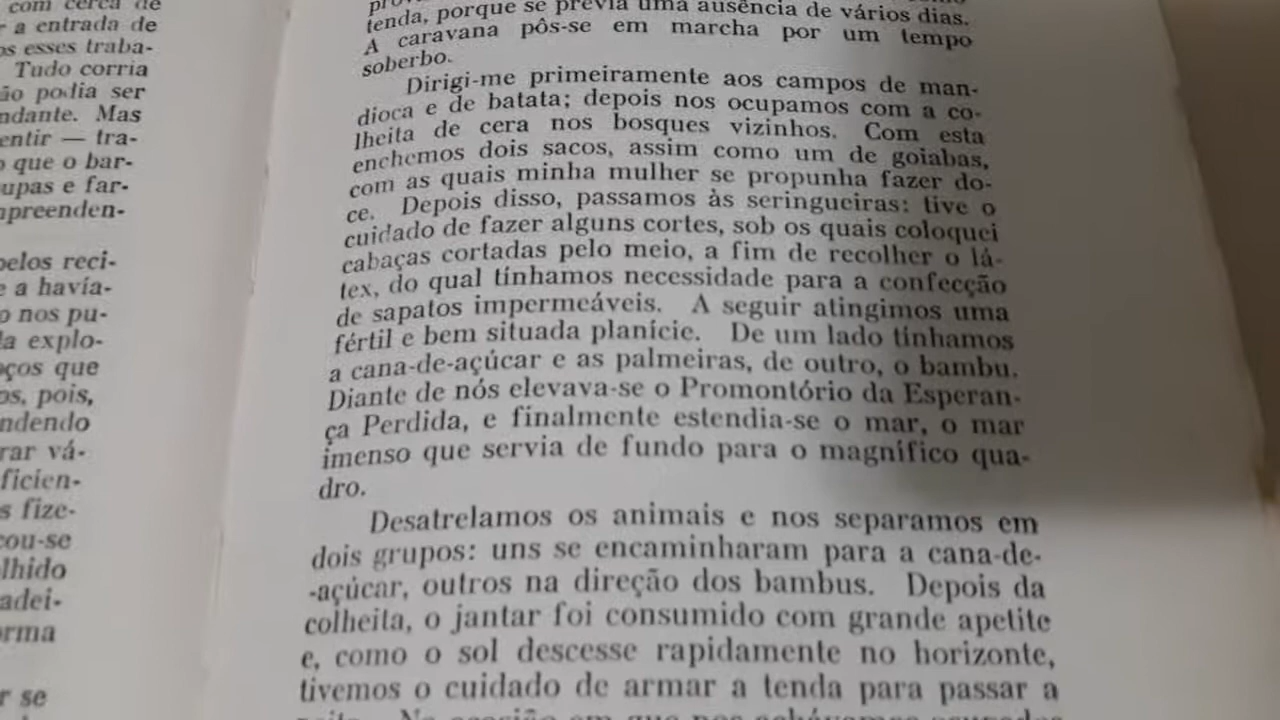 com cerca de
a entrada de
esses traba-
Tudo corria
ão podia ser
ndante. Mas
entir — tra-
que o bar-
upas e far-
mpreenden-
pelos reci-
e a havía-
o nos pu-
da explo-
oços que
os, pois,
ndendo
rar vá-
ficien-
s fize-
cou-se
lhido
adei-
orma
r se
tenda, porque se previa uma ausência de vários dias.
A caravana pôs-se em marcha por um tempo
soberbo.
Dirigi-me primeiramente aos campos de man-
dioca e de batata; depois nos ocupamos com a co-
lheita de cera nos bosques vizinhos. Com esta
enchemos dois sacos, assim como um de goiabas,
com as quais minha mulher se propunha fazer do-
ce. Depois disso, passamos às seringueiras: tive o
cuidado de fazer alguns cortes, sob os quais coloquei
cabaças cortadas pelo meio, a fim de recolher o lá-
tex, do qual tínhamos necessidade para a confecção
de sapatos impermeáveis. A seguir atingimos uma
fértil e bem situada planície. De um lado tínhamos
a cana-de-açúcar e as palmeiras, de outro, o bambu.
Diante de nós elevava-se o Promontório da Esperan-
ça Perdida, e finalmente estendia-se o mar, o mar
imenso que servia de fundo para o magnífico qua-
dro.
Desatrelamos os animais e nos separamos em
dois grupos: uns se encaminharam para a cana-de-
-açúcar, outros na direção dos bambus. Depois da
colheita, o jantar foi consumido com grande apetite
e, como o sol descesse rapidamente no horizonte,
tivemos o cuidado de armar a tenda para passar a